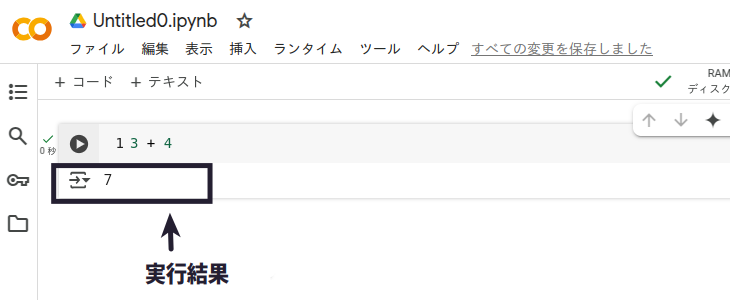 Untitled0.ipynb
ファイル 編集 表示 挿入 ランタイム ツール ヘルプ すべての変更を保存しました
+ コード + テキスト
RAM
ディスク
0 秒
1 3 + 4
7
実行結果